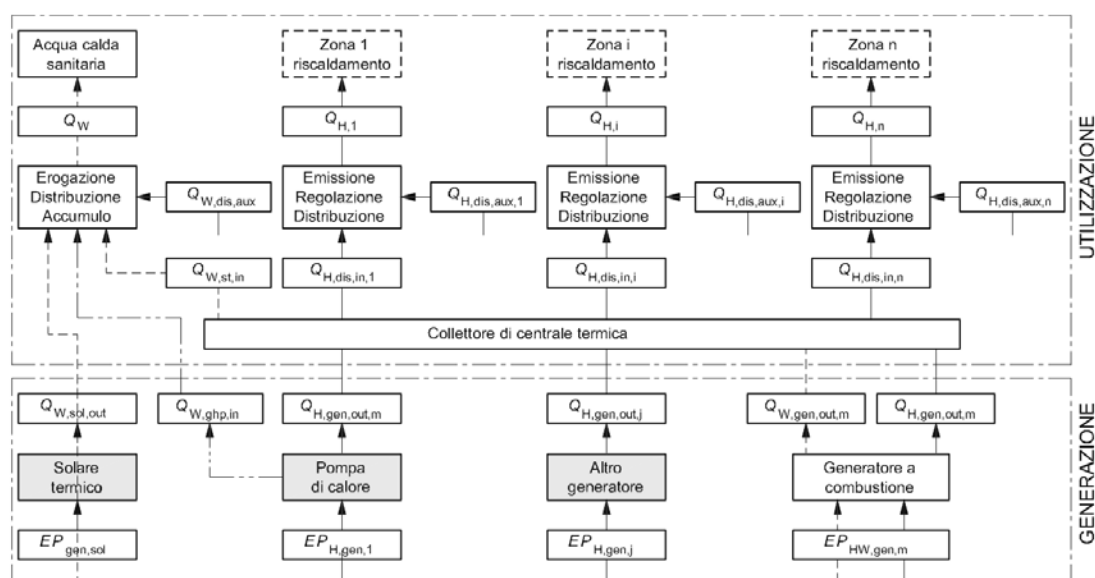 Acqua calda
sanitaria
Zona 1
riscaldamento
Zona i
riscaldamento
Zona n
riscaldamento
Q_W
Q_H,1
Q_H,i
Q_H,n
Erogazione
Distribuzione
Accumulo
Q_W,dis,aux
Emissione
Regolazione
Distribuzione
Q_H,dis,aux,1
Emissione
Regolazione
Distribuzione
Q_H,dis,aux,i
Emissione
Regolazione
Distribuzione
Q_H,dis,aux,n
Q_W,st,in
Q_H,dis,in,1
Q_H,dis,in,i
Q_H,dis,in,n
Collettore di centrale termica
UTILIZZAZIONE
Q_W,sol,out
Q_W,ghp,in
Q_H,gen,out,m
Q_H,gen,out,j
Q_W,gen,out,m
Q_H,gen,out,m
Solare
termico
Pompa
di calore
Altro
generatore
Generatore a
combustione
EP_gen,sol
EP_H,gen,1
EP_H,gen,j
EP_HW,gen,m
GENERAZIONE